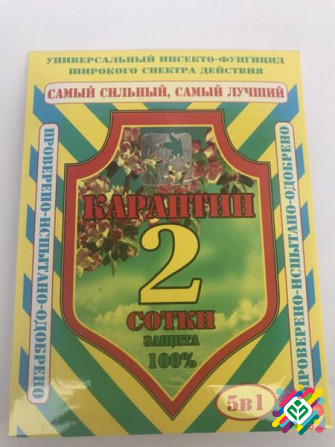 УНИВЕРСАЛЬНЫЙ ИНСЕКТО-ФУНГИЦИД
ШИРОКОГО СПЕКТРА ДЕЙСТВИЯ
САМЫЙ СИЛЬНЫЙ, САМЫЙ ЛУЧШИЙ
ПРОВЕРЕНО-ИСПЫТАНО-ОДОБРЕНО
КАРАНТИН
2
СОТКИ
ЗАЩИТА
100%
ПРОВЕРЕНО-ИСПЫТАНО-ОДОБРЕНО
5в1